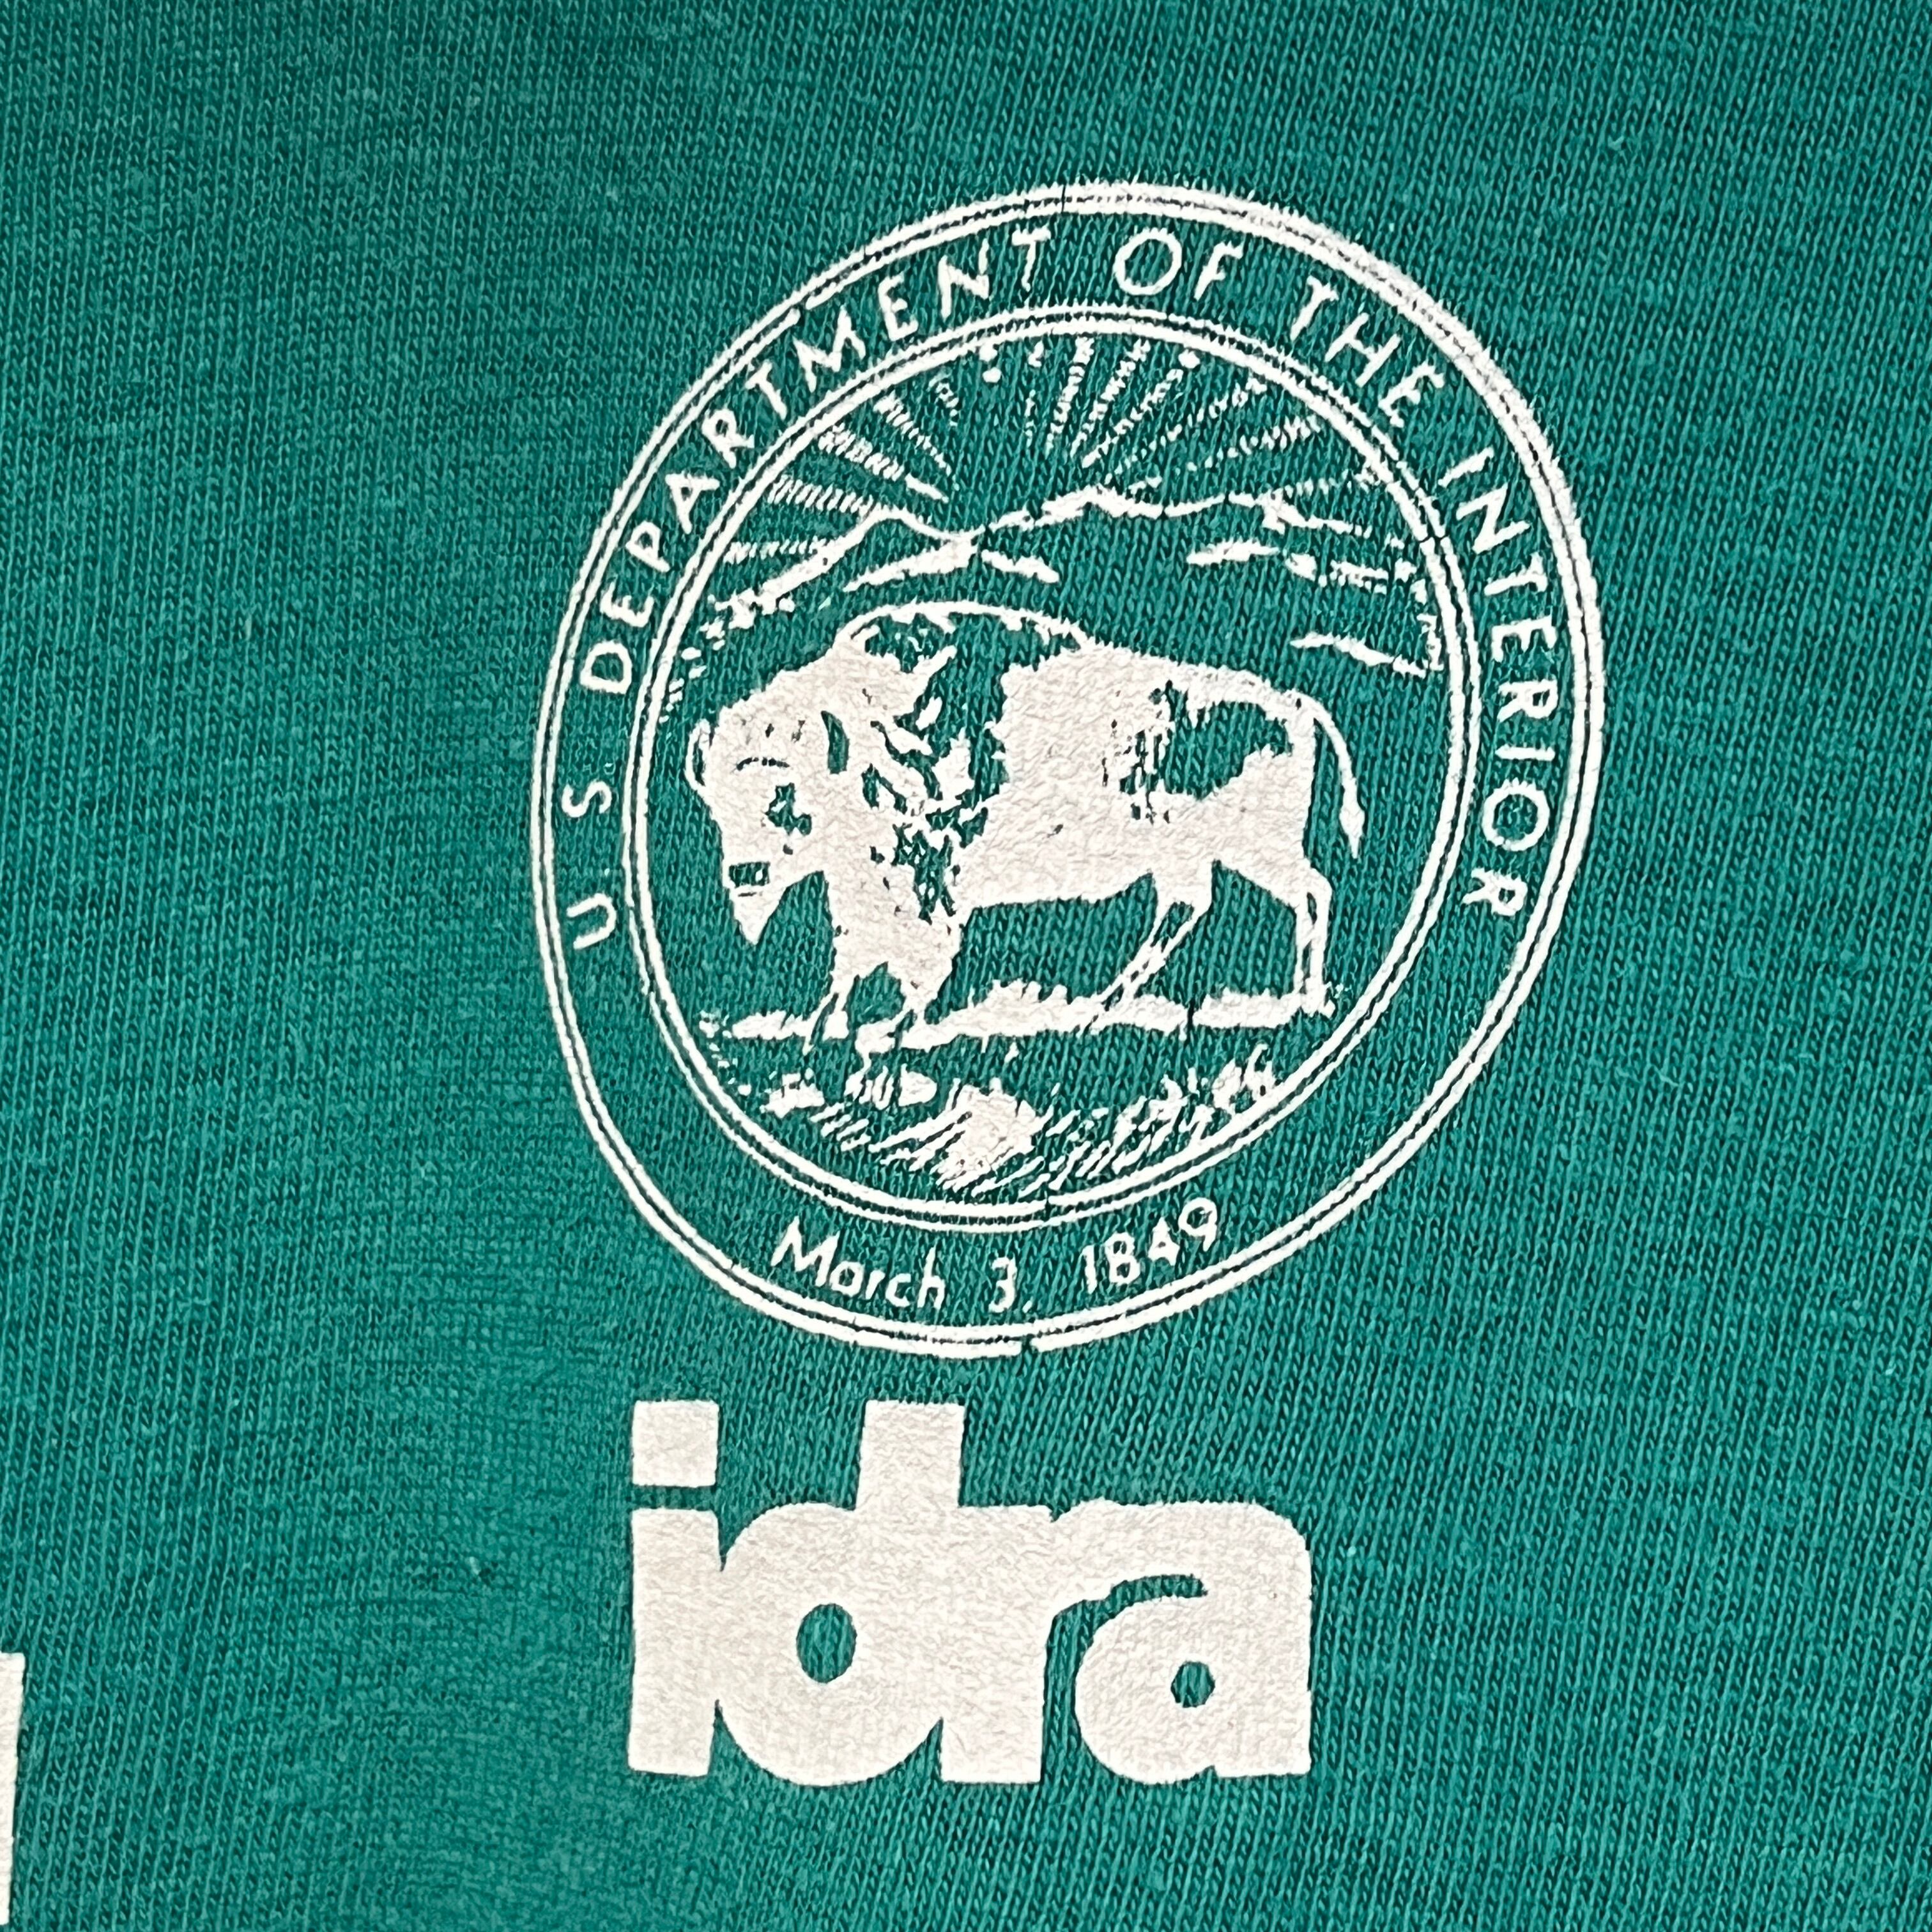 U.S. DEPARTMENT OF THE INTERIOR
March 3, 1849
idra